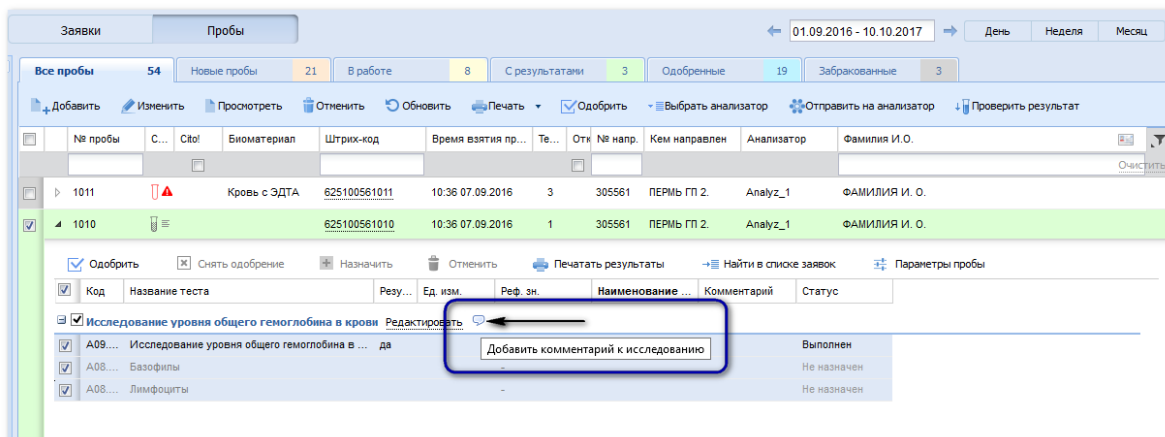 Заявки Пробы 01.09.2016 - 10.10.2017 День Неделя Месяц
Все пробы 54 Новые пробы 21 В работе 8 С результатами 3 Одобренные 19 Забракованные 3
Добавить Изменить Просмотреть Отменить Обновить Печать Одобрить Выбрать анализатор Отправить на анализатор Проверить результат
№ пробы С... Cito! Биоматериал Штрих-код Время взятия пр... Те... Отк № напр. Кем направлен Анализатор Фамилия И.О.
Очистить
1011 Кровь с ЭДТА 625100561011 10:36 07.09.2016 3 305561 ПЕРМЬ ГП 2. Analyz_1 ФАМИЛИЯ И. О.
1010 625100561010 10:36 07.09.2016 1 305561 ПЕРМЬ ГП 2. Analyz_1 ФАМИЛИЯ И. О.
Одобрить Снять одобрение Назначить Отменить Печатать результаты Найти в списке заявок Параметры пробы
Код Название теста Резу... Ед. изм. Реф. зн. Наименование ... Комментарий Статус
Исследование уровня общего гемоглобина в крови Редактировать
A09.... Исследование уровня общего гемоглобина в ... да Добавить комментарий к исследованию Выполнен
A08.... Базофилы - Не назначен
A08.... Лимфоциты - Не назначен